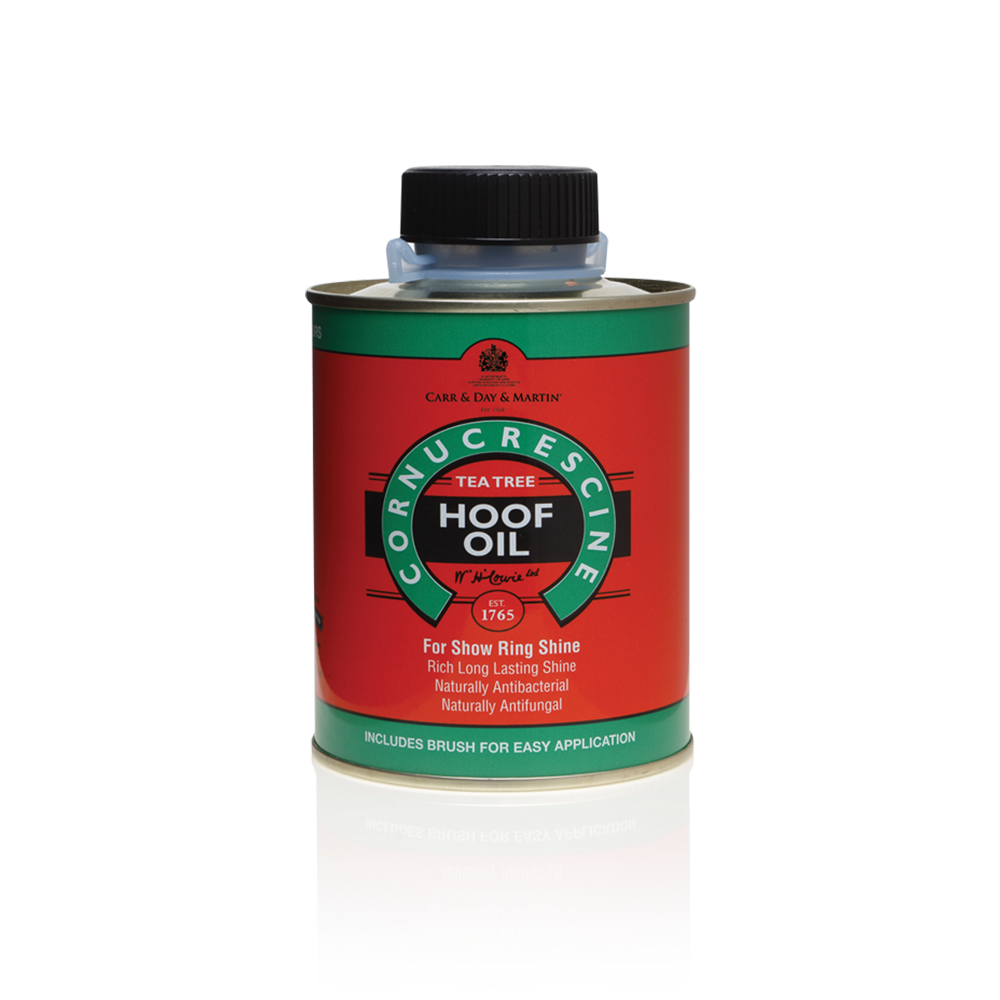 CARR & DAY & MARTIN
CORNUCRESCINE
TEA TREE
HOOF
OIL
EST.
1765
For Show Ring Shine
Rich Long Lasting Shine
Naturally Antibacterial
Naturally Antifungal
INCLUDES BRUSH FOR EASY APPLICATION